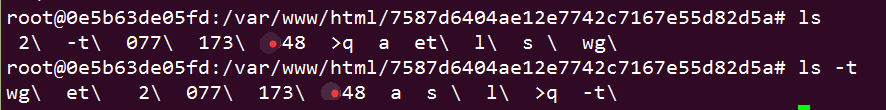 root@0e5b63de05fd:/var/www/html/7587d6404ae12e7742c7167e55d82d5a# ls
2\ -t\ 077\ 173\ 48 >q a et\ l\ s \ wg\
root@0e5b63de05fd:/var/www/html/7587d6404ae12e7742c7167e55d82d5a# ls -t
wg\ et\ 2\ 077\ 173\ 48 a s \ l\ >q -t\